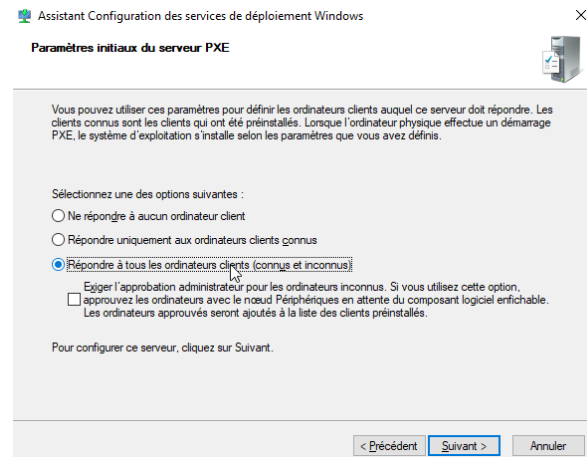 Assistant Configuration des services de déploiement Windows
Paramètres initiaux du serveur PXE
Vous pouvez utiliser ces paramètres pour définir les ordinateurs clients auquel ce serveur doit répondre. Les
clients connus sont les clients qui ont été préinstallés. Lorsque l'ordinateur physique effectue un démarrage
PXE, le système d'exploitation s'installe selon les paramètres que vous avez définis.
Sélectionnez une des options suivantes :
Ne répondre à aucun ordinateur client
Répondre uniquement aux ordinateurs clients connus
Répondre à tous les ordinateurs clients (connus et inconnus)
Exiger l'approbation administrateur pour les ordinateurs inconnus. Si vous utilisez cette option,
approuvez les ordinateurs avec le nœud Périphériques en attente du composant logiciel enfichable.
Les ordinateurs approuvés seront ajoutés à la liste des clients préinstallés.
Pour configurer ce serveur, cliquez sur Suivant.
< Précédent Suivant > Annuler